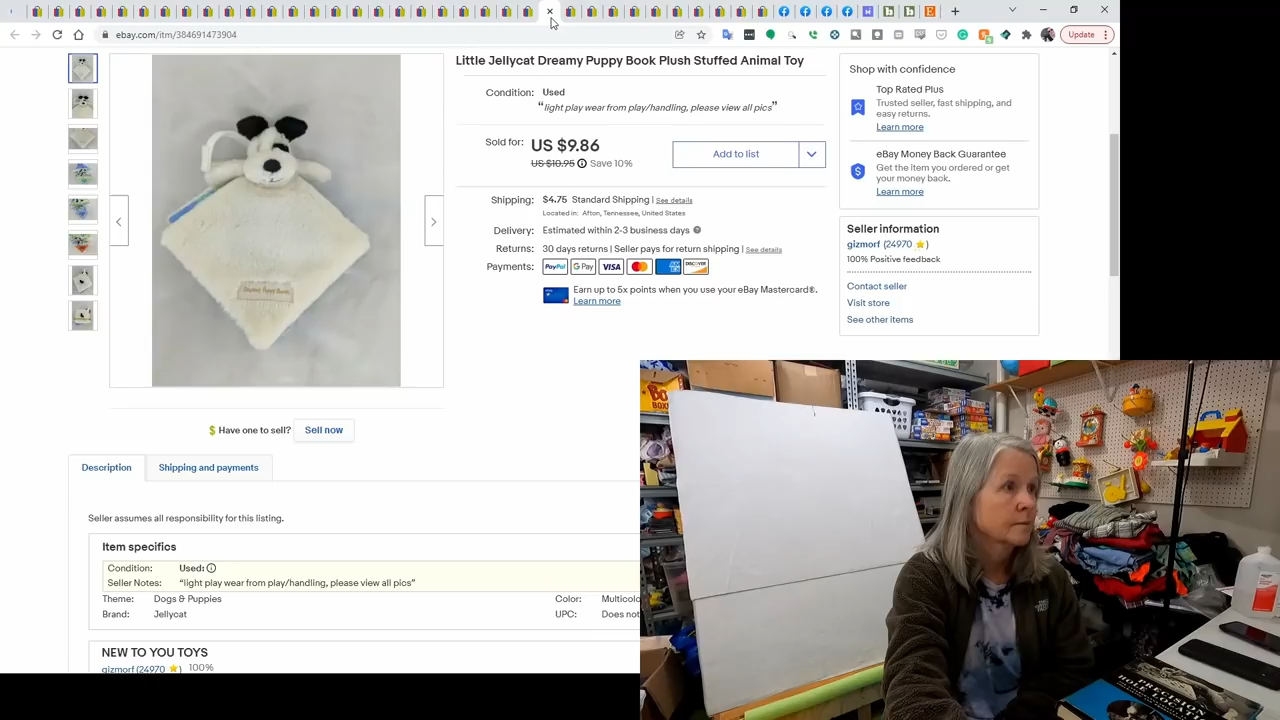 ebay.com/itm/384691473904
Update
Little Jellycat Dreamy Puppy Book Plush Stuffed Animal Toy
Condition: Used
“light play wear from play/handling, please view all pics”
Sold for: US $9.86
US $10.95 Save 10%
Add to list
Shipping: $4.75 Standard Shipping | See details
Located in: Afton, Tennessee, United States
Delivery: Estimated within 2-3 business days
Returns: 30 days returns | Seller pays for return shipping | See details
Payments: PayPal G Pay VISA DISCOVER
Earn up to 5x points when you use your eBay Mastercard®.
Learn more
Shop with confidence
Top Rated Plus
Trusted seller, fast shipping, and
easy returns.
Learn more
eBay Money Back Guarantee
Get the item you ordered or get
your money back.
Learn more
Seller information
gizmorf (24970 )
100% Positive feedback
Contact seller
Visit store
See other items
Have one to sell? Sell now
Description
Shipping and payments
Seller assumes all responsibility for this listing.
Item specifics
Condition: Used:
Seller Notes: “light play wear from play/handling, please view all pics”
Theme: Dogs & Puppies
Color:
Brand: Jellycat
UPC: Does not
NEW TO YOU TOYS
gizmorf (24970 ) 100%
PRECISION
HOLE